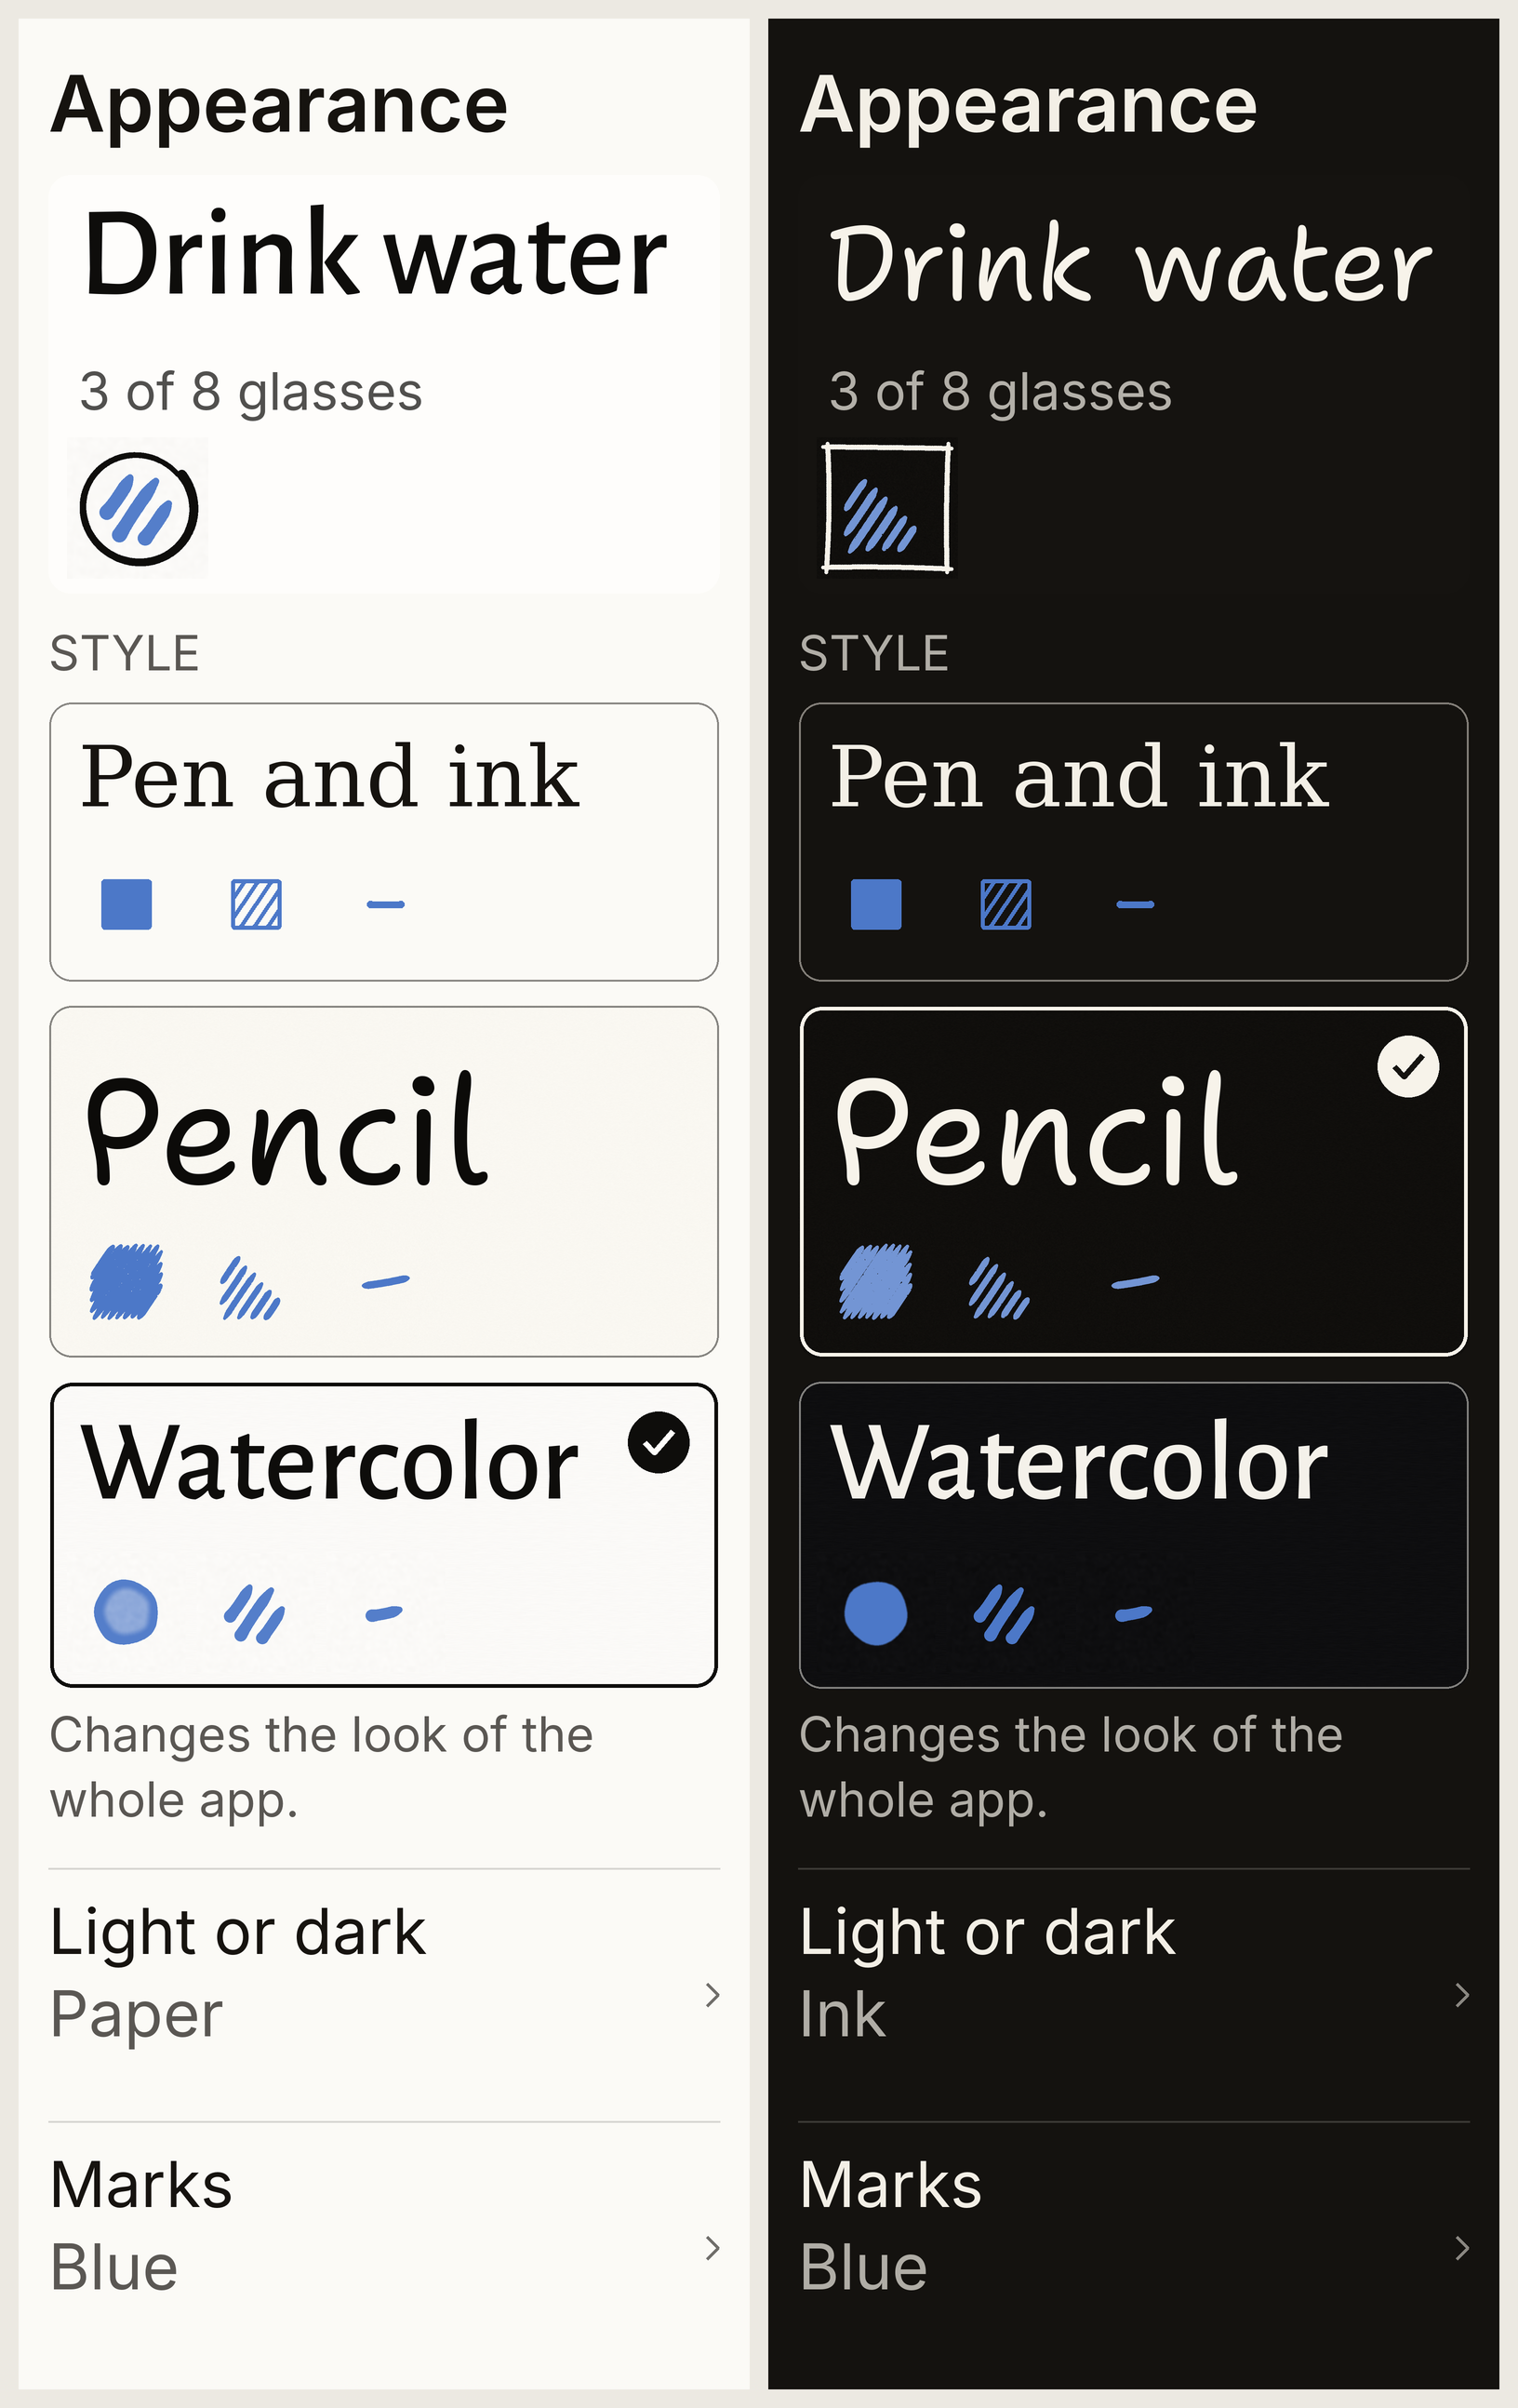 Appearance
Drink water
3 of 8 glasses
STYLE
Pen and ink
Pencil
Watercolor
Changes the look of the
whole app.
Light or dark
Paper
Marks
Blue
Appearance
Drink water
3 of 8 glasses
STYLE
Pen and ink
Pencil
Watercolor
Changes the look of the
whole app.
Light or dark
Ink
Marks
Blue